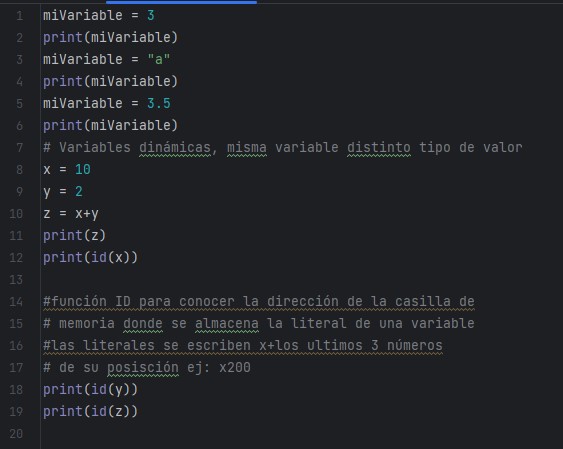 1 miVariable = 3
2 print(miVariable)
3 miVariable = "a"
4 print(miVariable)
5 miVariable = 3.5
6 print(miVariable)
7 # Variables dinámicas, misma variable distinto tipo de valor
8 x = 10
9 y = 2
10 z = x+y
11 print(z)
12 print(id(x))
13
14 #función ID para conocer la dirección de la casilla de
15 # memoria donde se almacena la literal de una variable
16 #las literales se escriben x+los ultimos 3 números
17 # de su posisción ej: x200
18 print(id(y))
19 print(id(z))
20